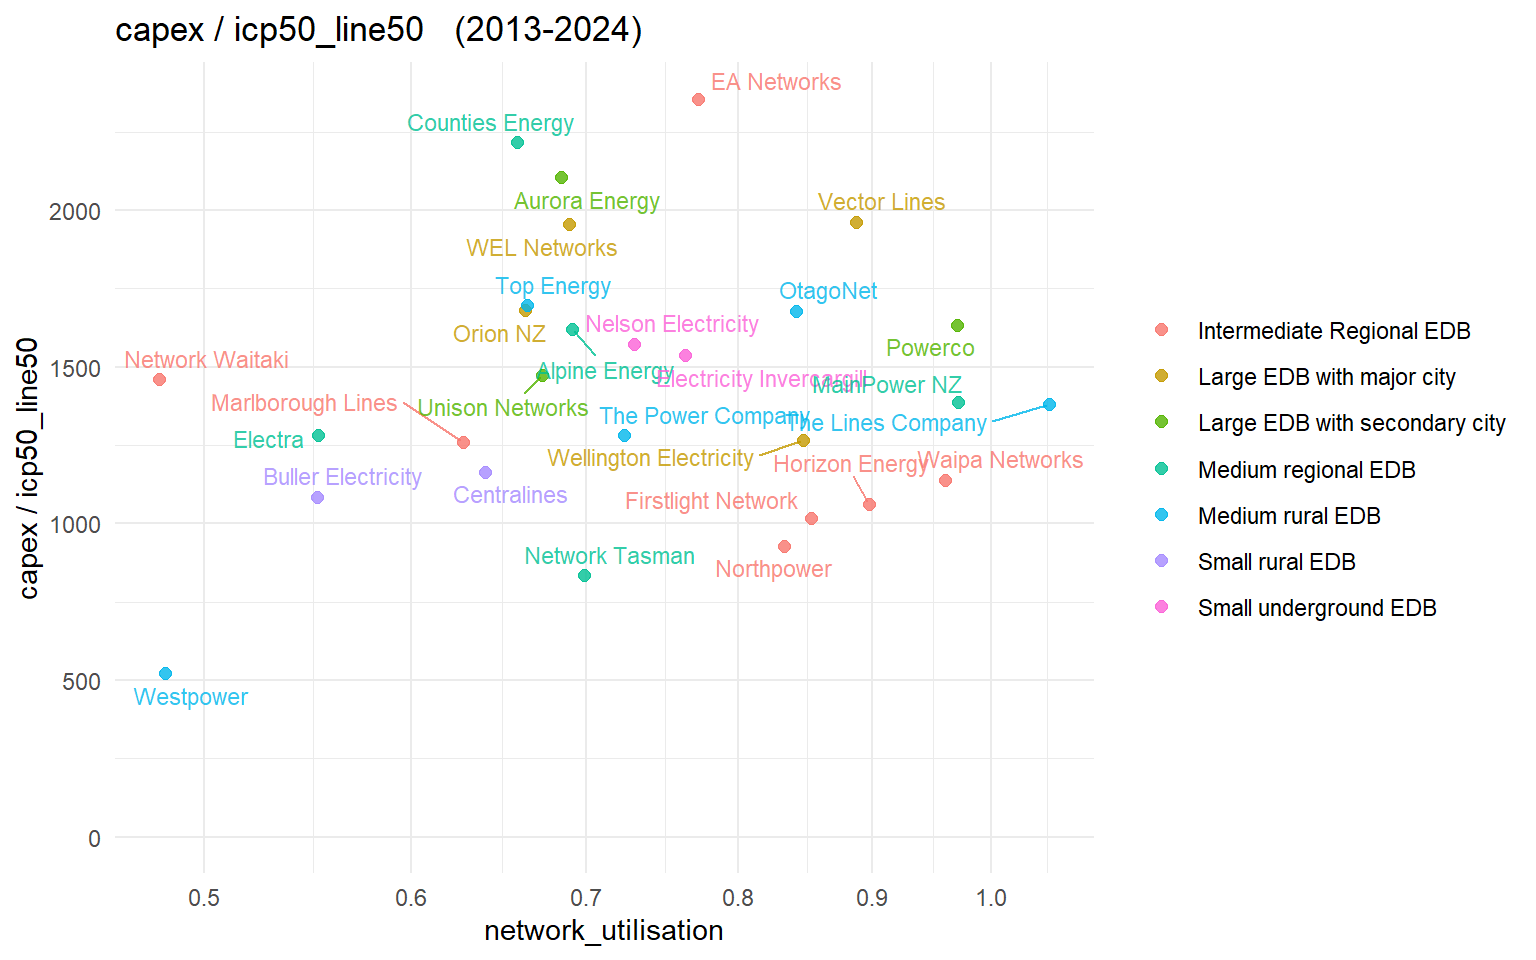 capex / icp50_line50   (2013-2024)
EA Networks
Counties Energy
Aurora Energy
Vector Lines
WEL Networks
Top Energy
OtagoNet
Orion NZ
Nelson Electricity
Powerco
Network Waitaki
Alpine Energy
Electricity Invercargill
MainPower NZ
Marlborough Lines
Unison Networks
The Power Company
The Lines Company
Electra
Wellington Electricity
Horizon Energy
Waipa Networks
Buller Electricity
Centralines
Firstlight Network
Network Tasman
Northpower
Westpower
2000
1500
1000
500
0
capex / icp50_line50
0.5
0.6
0.7
0.8
0.9
1.0
network_utilisation
Intermediate Regional EDB
Large EDB with major city
Large EDB with secondary city
Medium regional EDB
Medium rural EDB
Small rural EDB
Small underground EDB